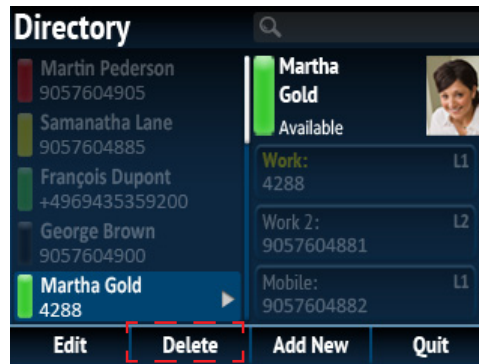 Directory
Martin Pederson
9057604905
Samanatha Lane
9057604885
François Dupont
+4969435359200
George Brown
9057604900
Martha Gold
4288
Martha
Gold
Available
Work: L1
4288
Work 2: L2
9057604881
Mobile: L1
9057604882
Edit Delete Add New Quit